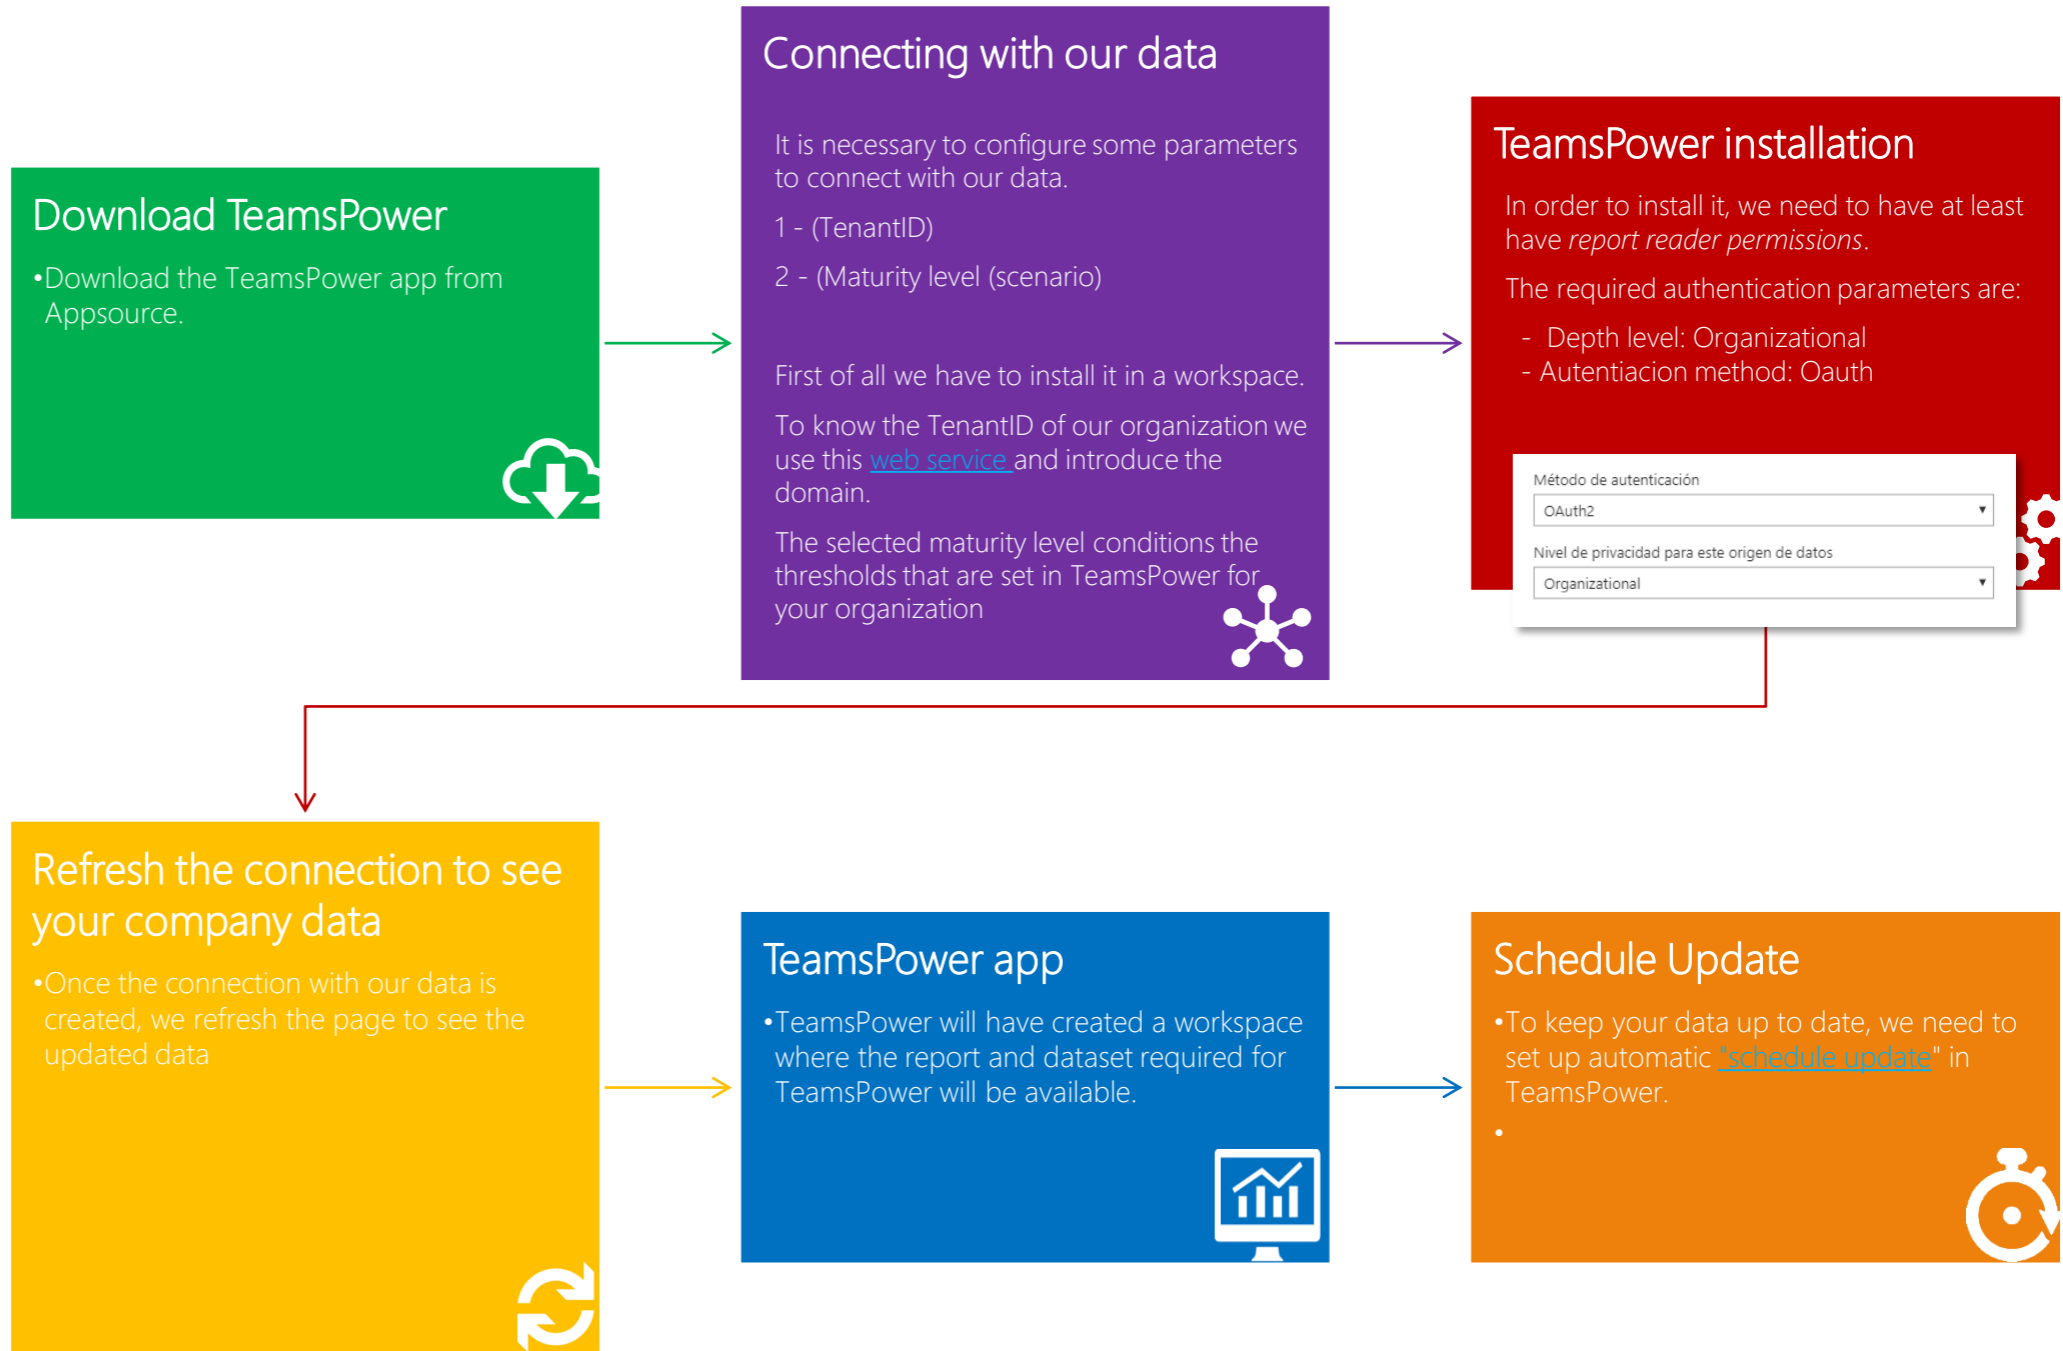 Download TeamsPower
•Download the TeamsPower app from
Appsource.
Connecting with our data
It is necessary to configure some parameters
to connect with our data.
1 - (TenantID)
2 - (Maturity level (scenario)
First of all we have to install it in a workspace.
To know the TenantID of our organization we
use this web service and introduce the
domain.
The selected maturity level conditions the
thresholds that are set in TeamsPower for
your organization
TeamsPower installation
In order to install it, we need to have at least
have report reader permissions.
The required authentication parameters are:
- Depth level: Organizational
- Autentiacion method: Oauth
Método de autenticación
OAuth2
Nivel de privacidad para este origen de datos
Organizational
Refresh the connection to see
your company data
•Once the connection with our data is
created, we refresh the page to see the
updated data
TeamsPower app
•TeamsPower will have created a workspace
where the report and dataset required for
TeamsPower will be available.
Schedule Update
•To keep your data up to date, we need to
set up automatic "schedule update" in
TeamsPower.
•